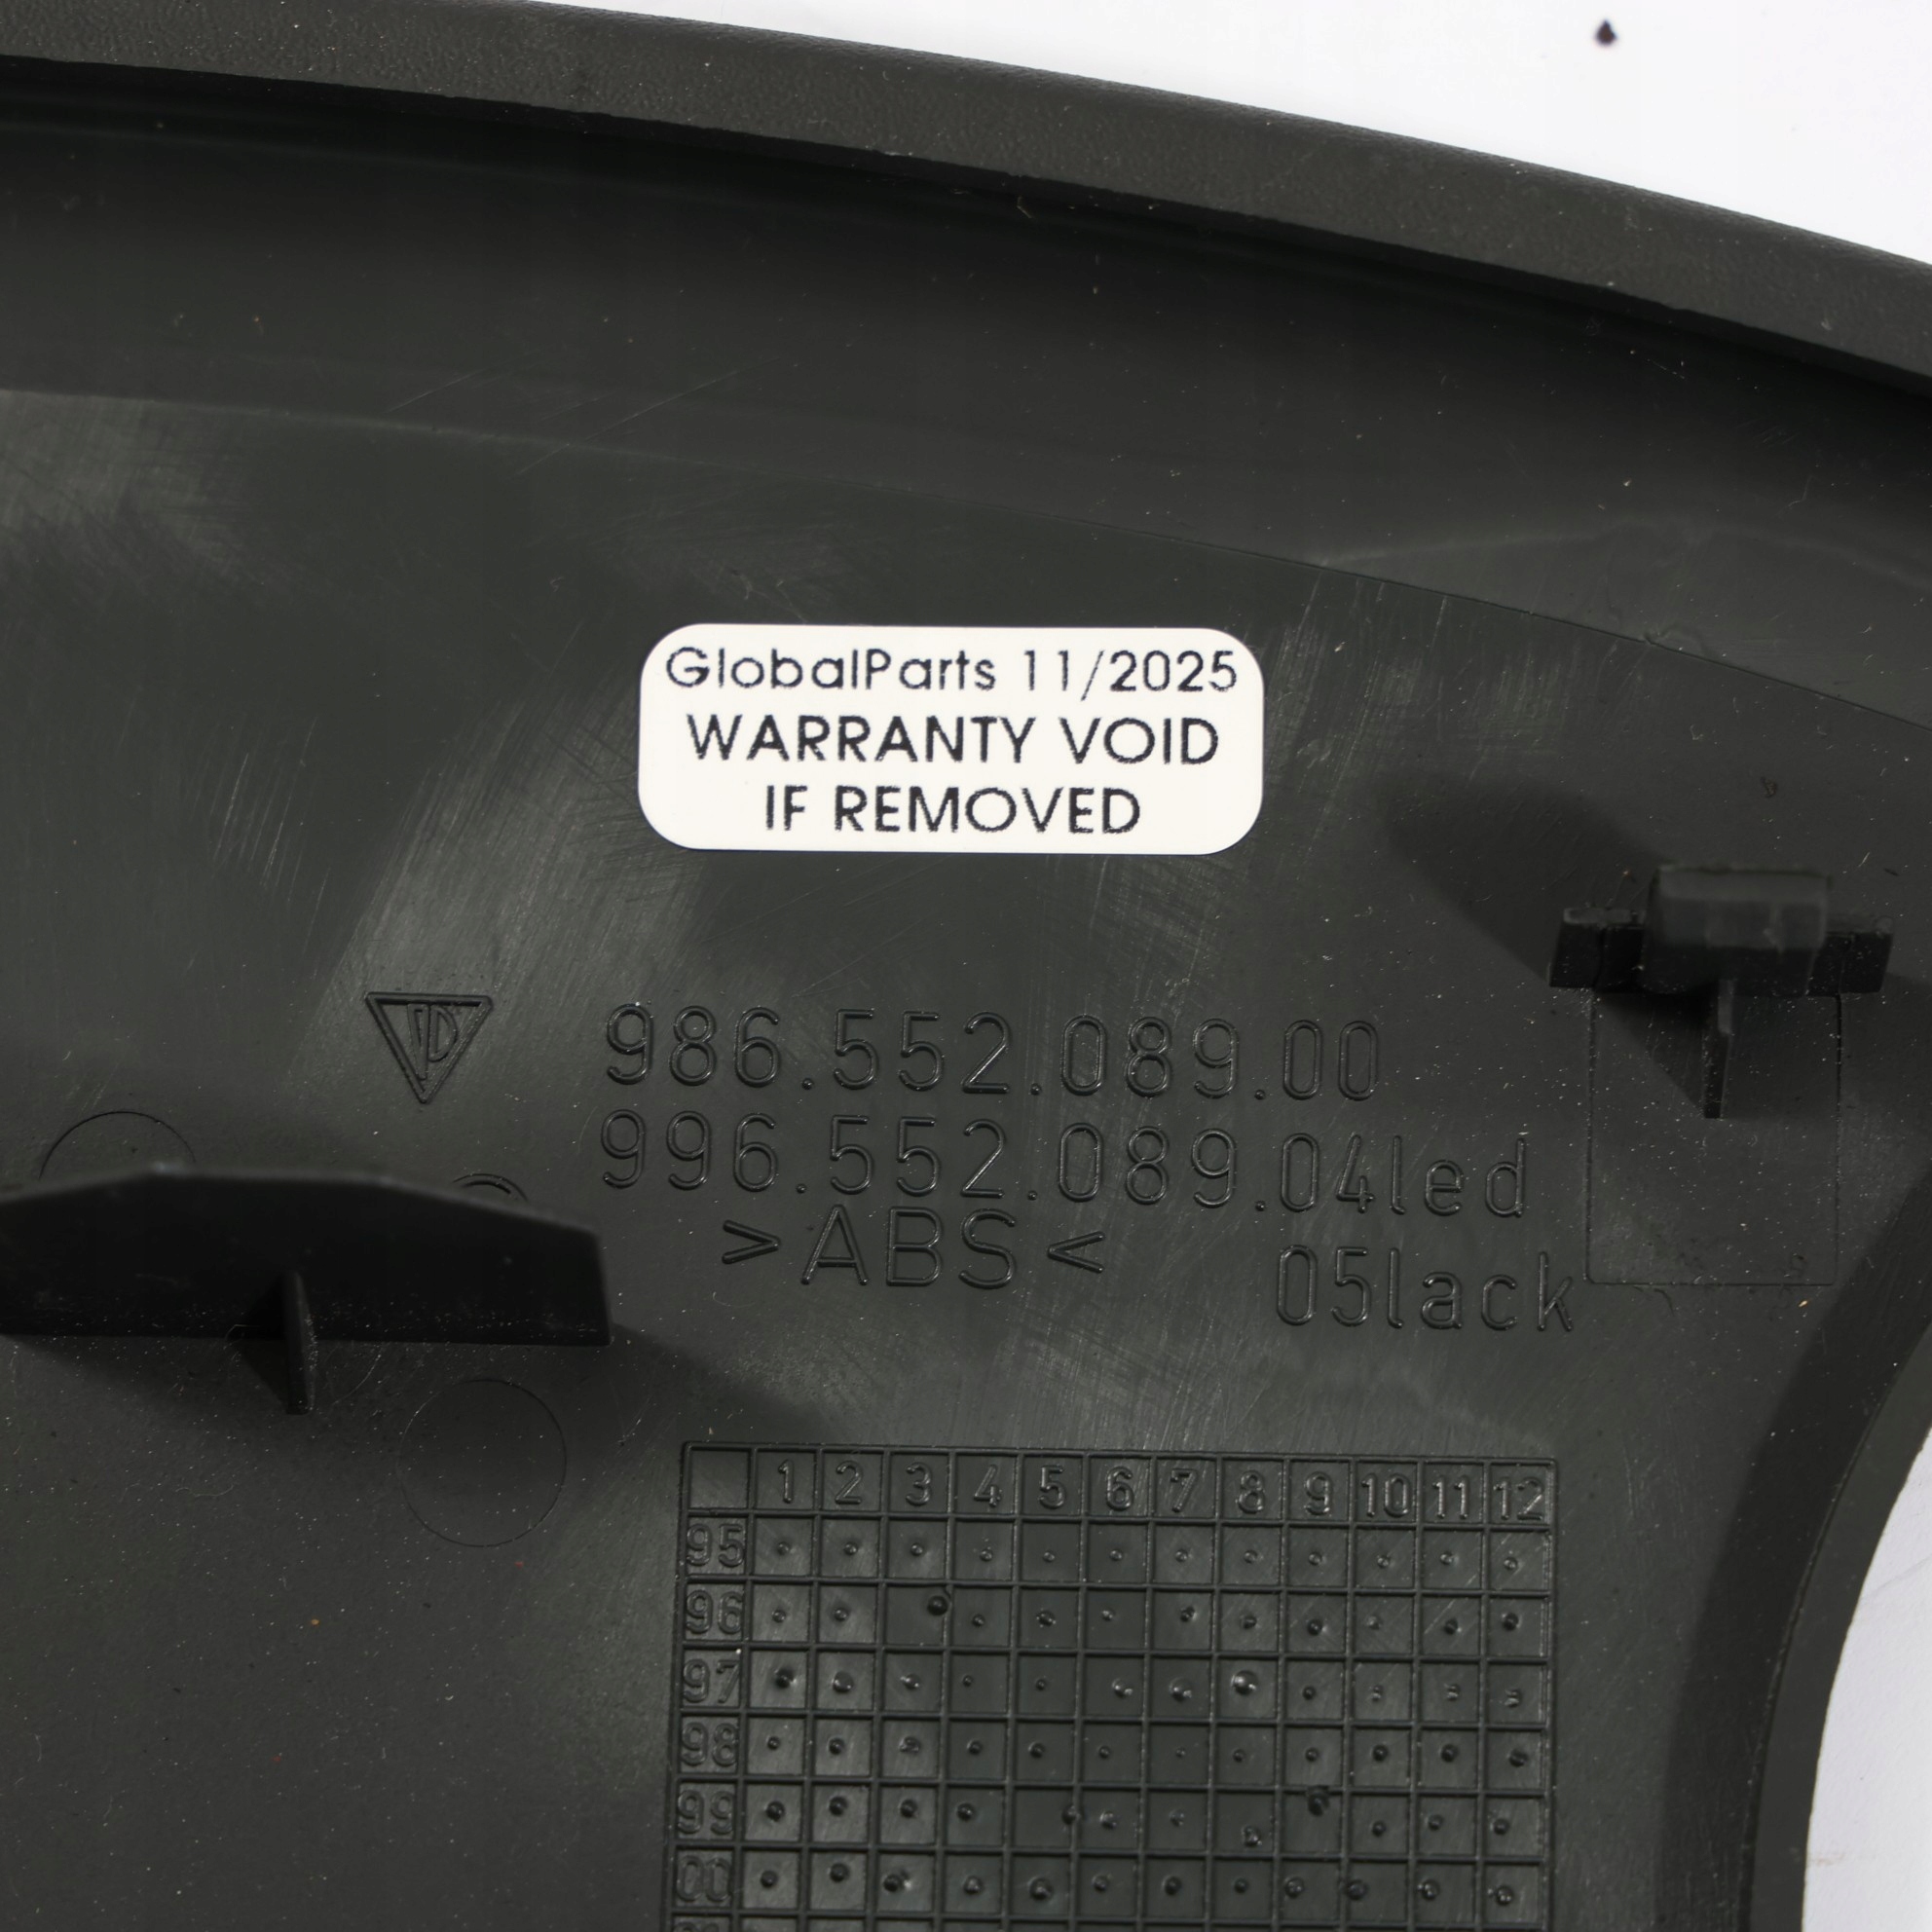 GlobalParts 11/2025
WARRANTY VOID
IF REMOVED
986.552.089.00
996.552.089.04led
>ABS< 05lack
1 2 3 4 5 6 7 8 9 10 11 12
95
96
97
98
99
00